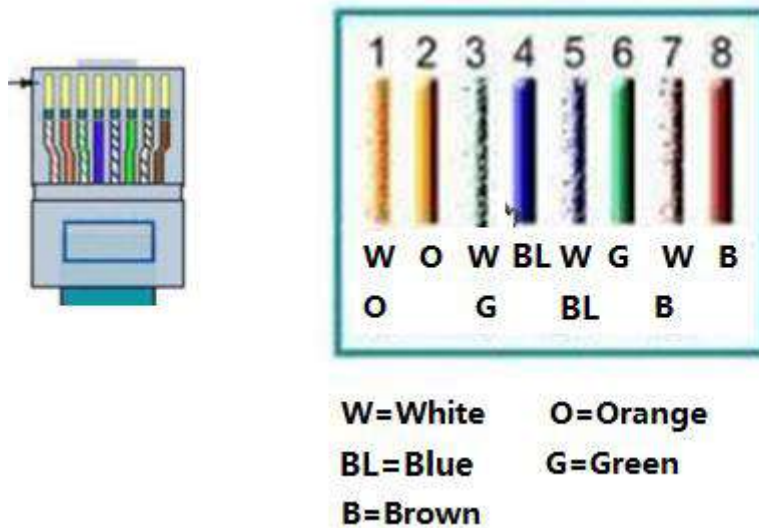 1 2 3 4 5 6 7 8
W O W BL W G W B
O G BL B
W=White O=Orange
BL=Blue G=Green
B=Brown